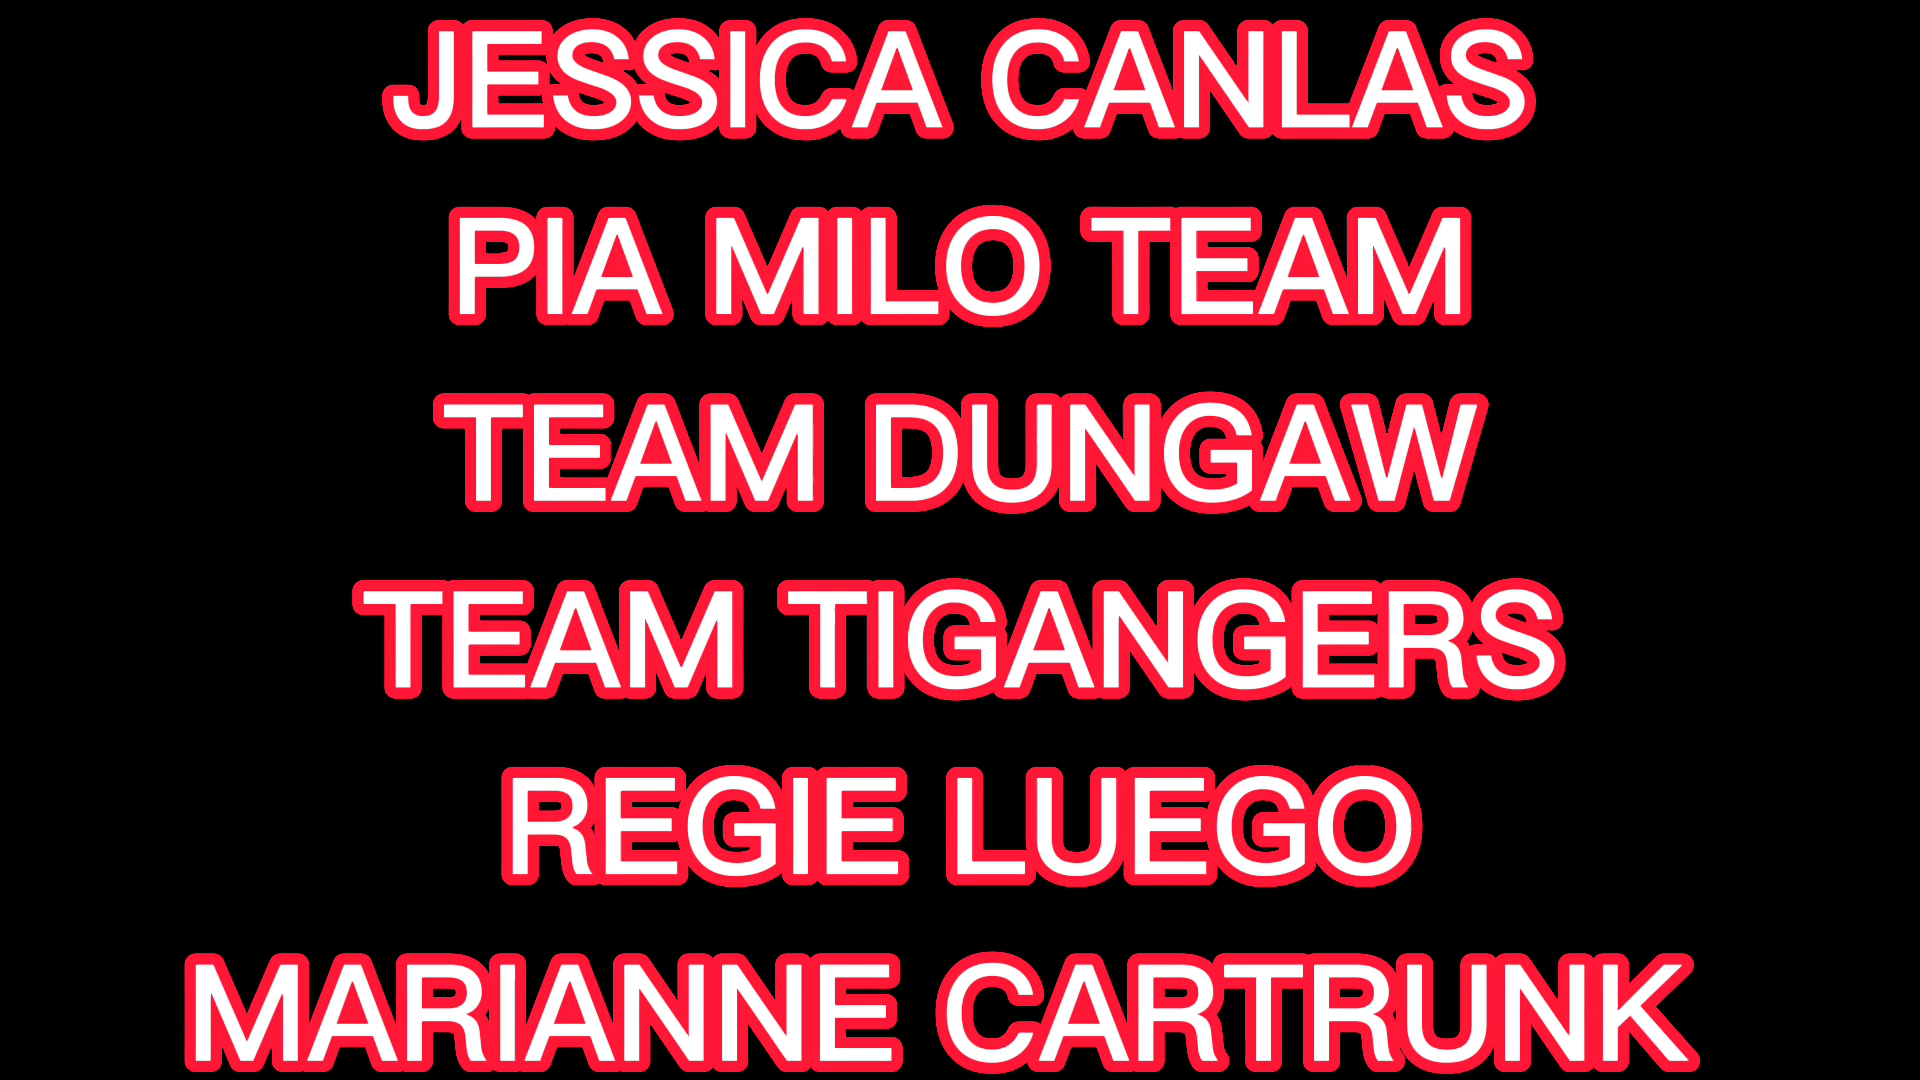 JESSICA CANLAS
PIA MILO TEAM
TEAM DUNGAW
TEAM TIGANGERS
REGIE LUEGO
MARIANNE CARTRUNK